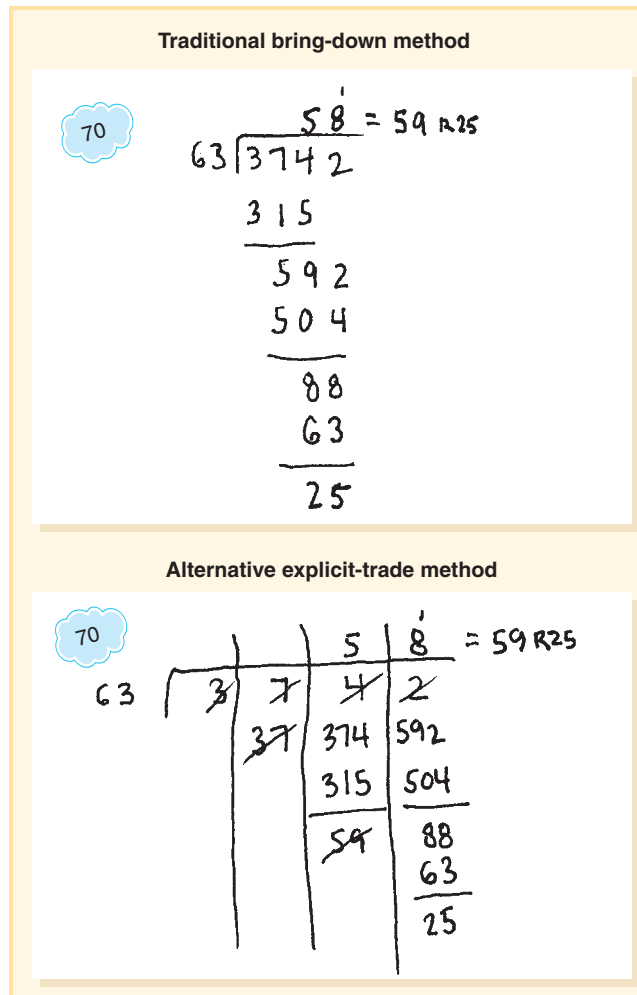 Traditional bring-down method
1
70
58 = 59 R25
63 3742
315
592
504
88
63
25
Alternative explicit-trade method
1
70
5 8 = 59 R25
63 3 7 4 2
37 374 592
315 504
59 88
63
25